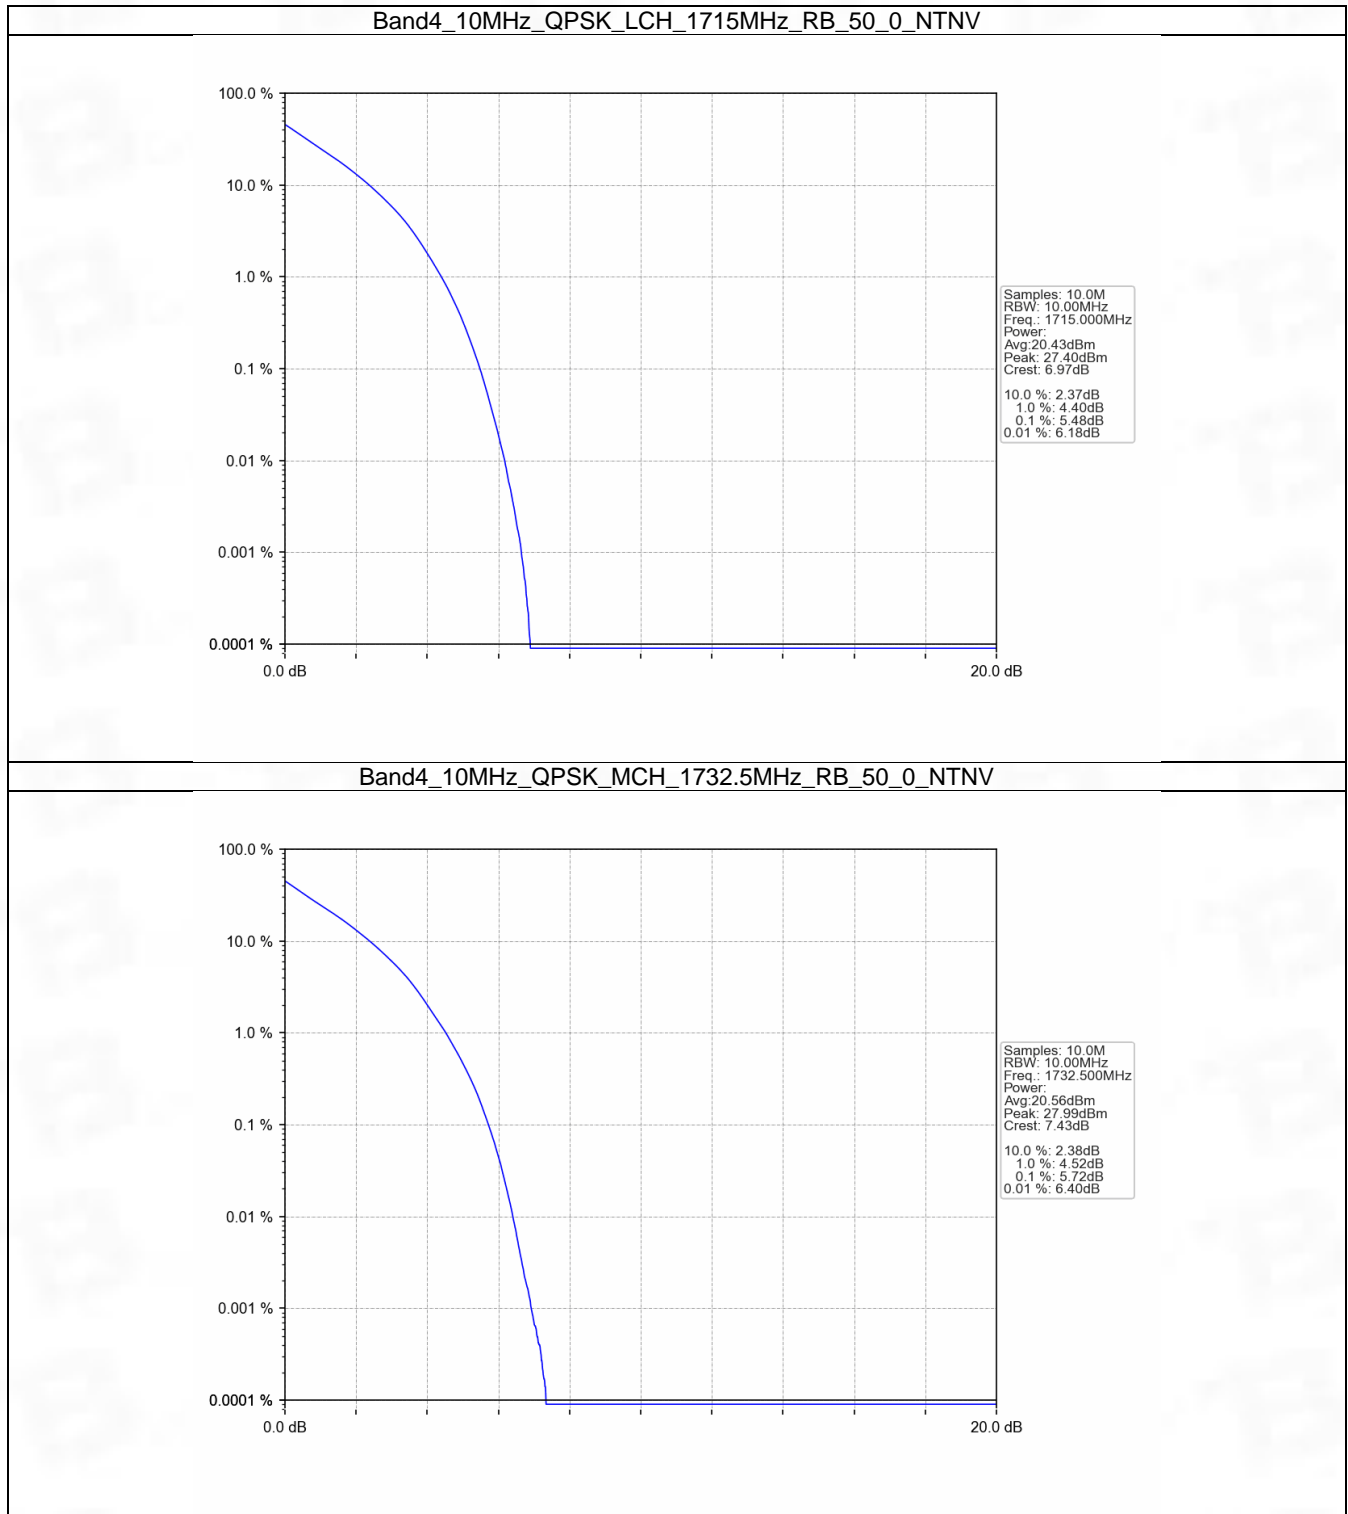 Band4_10MHz_QPSK_LCH_1715MHz_RB_50_0_NTNV
100.0 %
10.0 %
1.0 %
0.1 %
0.01 %
0.001 %
0.0001 %
0.0 dB
20.0 dB
Samples: 10.0M
RBW: 10.00MHz
Freq.: 1715.000MHz
Power:
Avg:20.43dBm
Peak: 27.40dBm
Crest: 6.97dB
10.0 %: 2.37dB
1.0 %: 4.40dB
0.1 %: 5.48dB
0.01 %: 6.18dB
Band4_10MHz_QPSK_MCH_1732.5MHz_RB_50_0_NTNV
100.0 %
10.0 %
1.0 %
0.1 %
0.01 %
0.001 %
0.0001 %
0.0 dB
20.0 dB
Samples: 10.0M
RBW: 10.00MHz
Freq.: 1732.500MHz
Power:
Avg:20.56dBm
Peak: 27.99dBm
Crest: 7.43dB
10.0 %: 2.38dB
1.0 %: 4.52dB
0.1 %: 5.72dB
0.01 %: 6.40dB